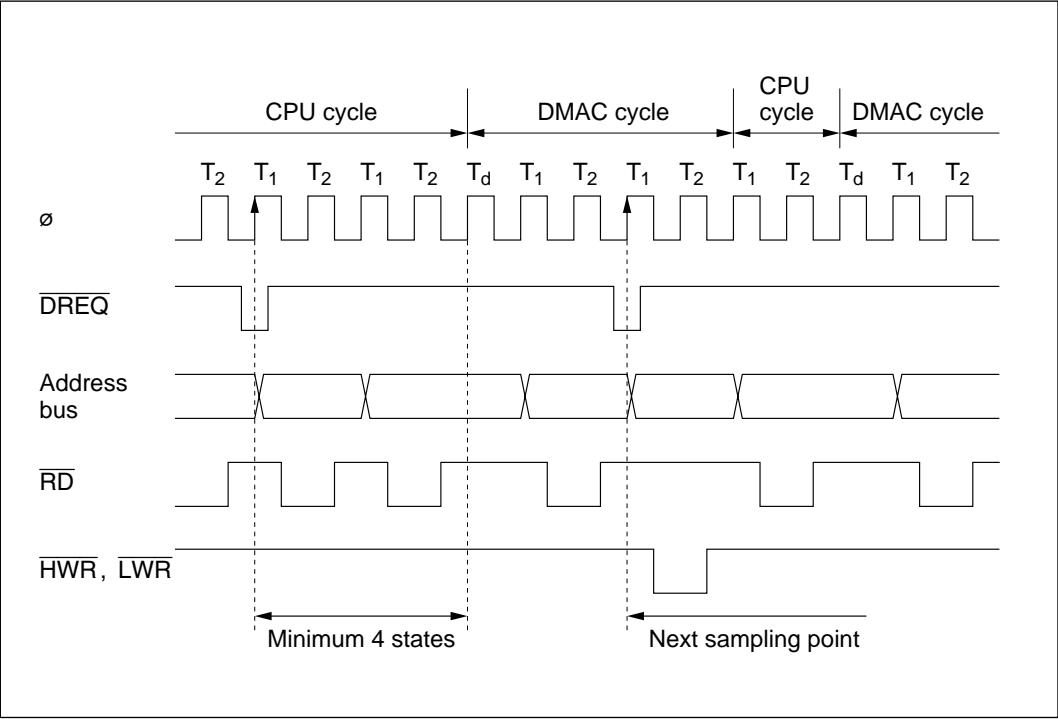 CPU cycle DMAC cycle CPU cycle DMAC cycle
T2 T1 T2 T1 T2 Td T1 T2 T1 T2 T1 T2 Td T1 T2
ø
DREQ
Address
bus
RD
HWR, LWR
Minimum 4 states Next sampling point